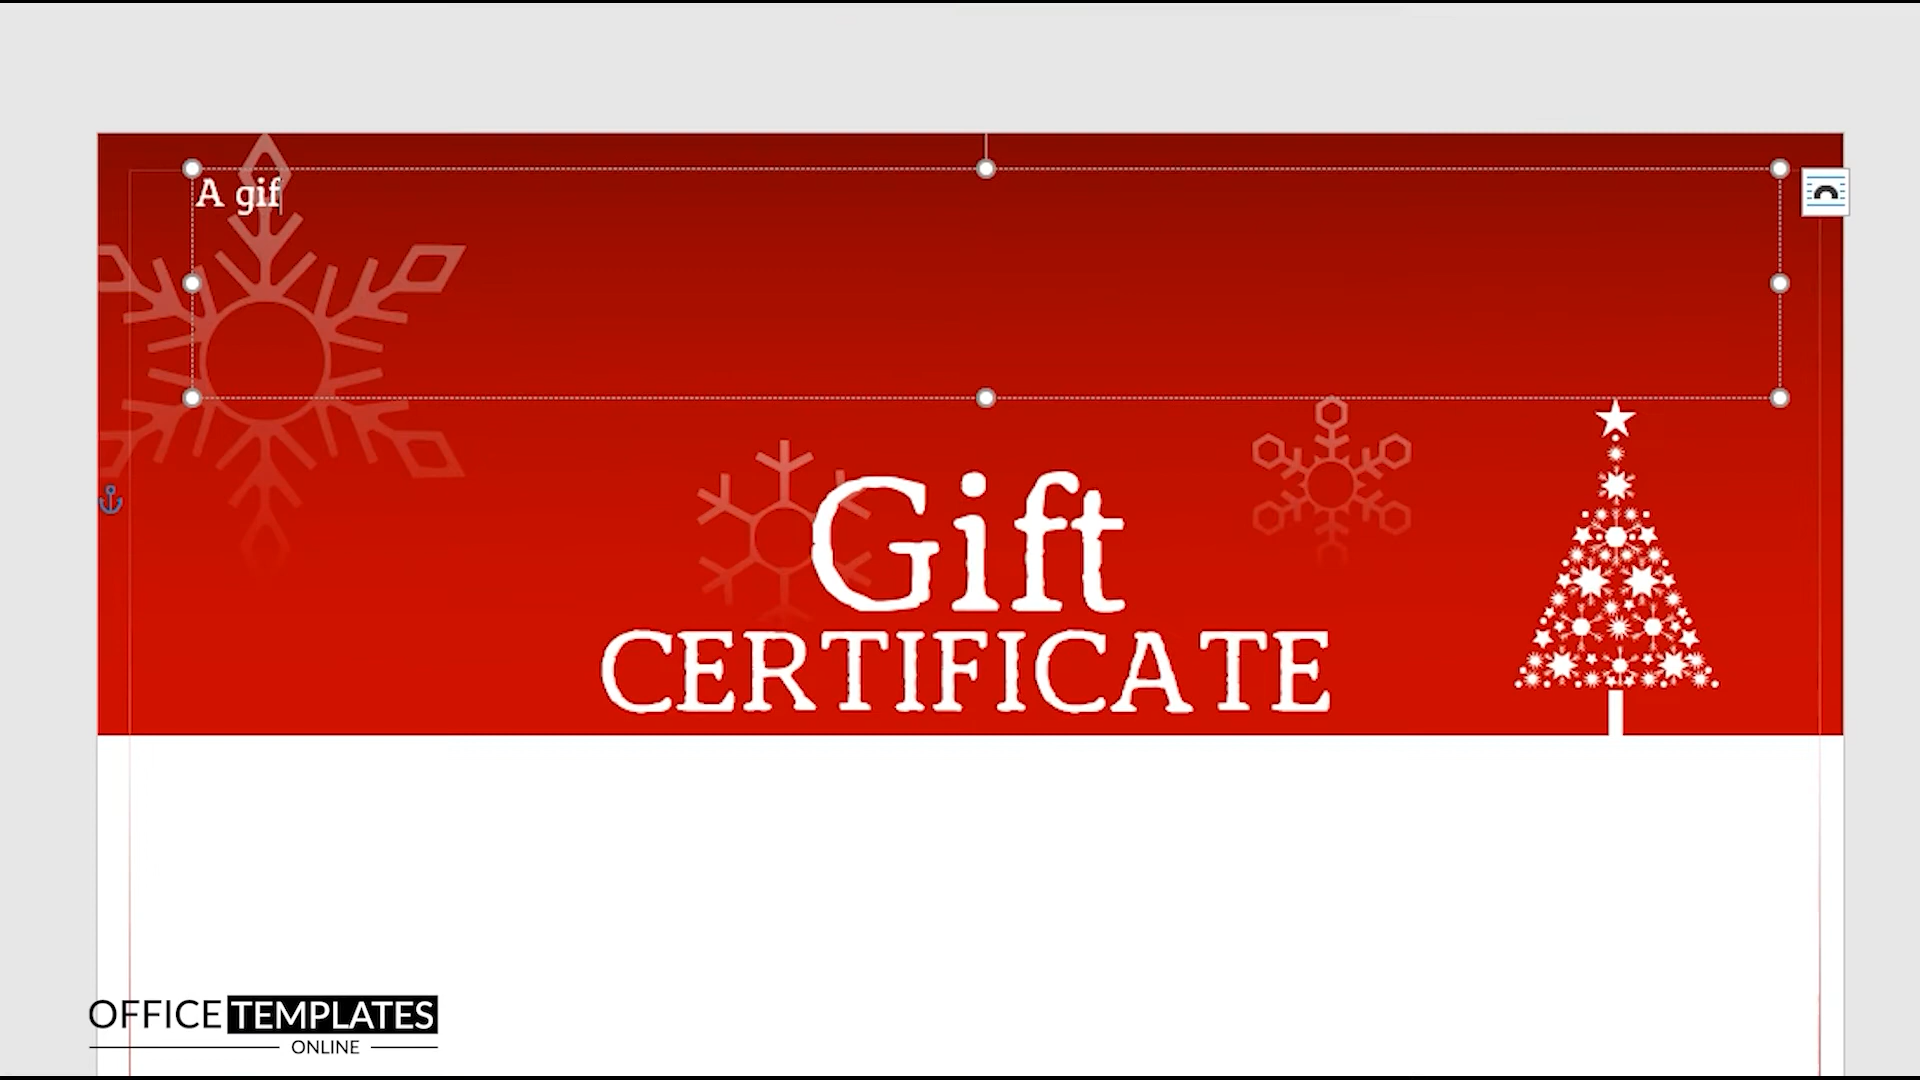 A gif
Gift
CERTIFICATE
OFFICE TEMPLATES
ONLINE